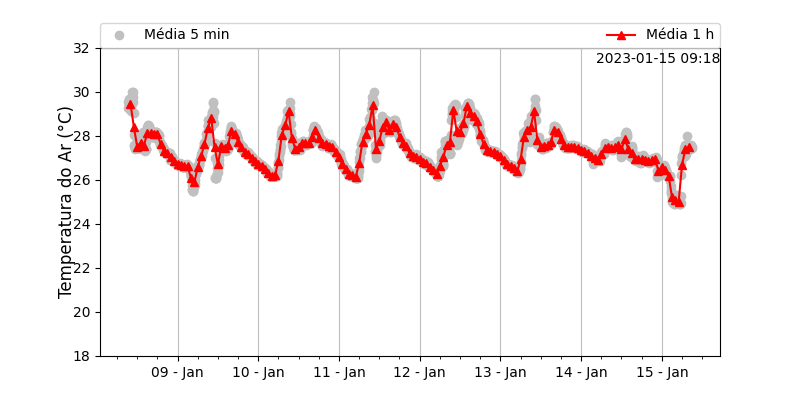 Média 5 min
Média 1 h
2023-01-15 09:18
Temperatura do Ar (°C)
32
30
28
26
24
22
20
18
09 - Jan
10 - Jan
11 - Jan
12 - Jan
13 - Jan
14 - Jan
15 - Jan